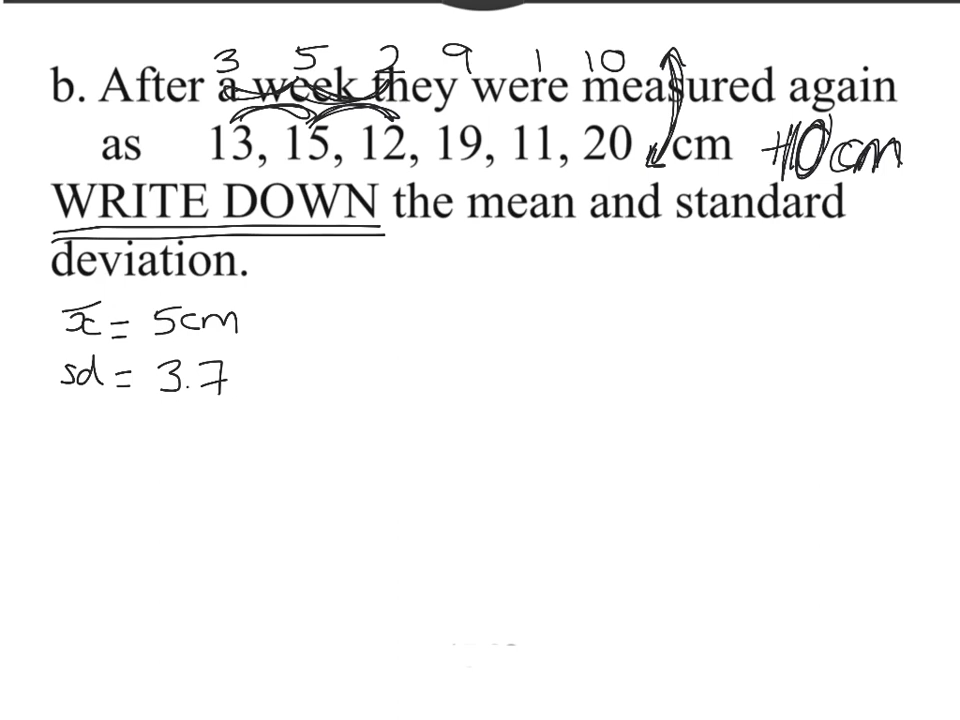 3 5 2 9 1 10
b. After a week they were measured again
as 13, 15, 12, 19, 11, 20 cm +10cm
WRITE DOWN the mean and standard
deviation.
x̄ = 5cm
sd = 3.7